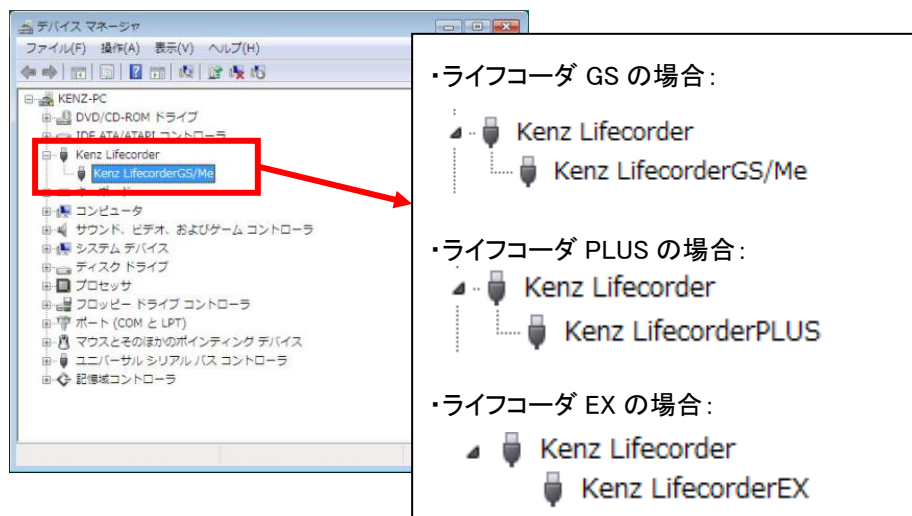 デバイス マネージャ
ファイル(F) 操作(A) 表示(V) ヘルプ(H)
KENZ-PC
DVD/CD-ROM ドライブ
IDE ATA/ATAPI コントローラ
Kenz Lifecorder
Kenz LifecorderGS/Me
キーボード
コンピュータ
サウンド、ビデオ、およびゲーム コントローラ
システム デバイス
ディスク ドライブ
プロセッサ
フロッピー ドライブ コントローラ
ポート (COM と LPT)
マウスとそのほかのポインティング デバイス
ユニバーサル シリアル バス コントローラ
記憶域コントローラ
・ライフコーダ GS の場合:
Kenz Lifecorder
Kenz LifecorderGS/Me
・ライフコーダ PLUS の場合:
Kenz Lifecorder
Kenz LifecorderPLUS
・ライフコーダ EX の場合:
Kenz Lifecorder
Kenz LifecorderEX